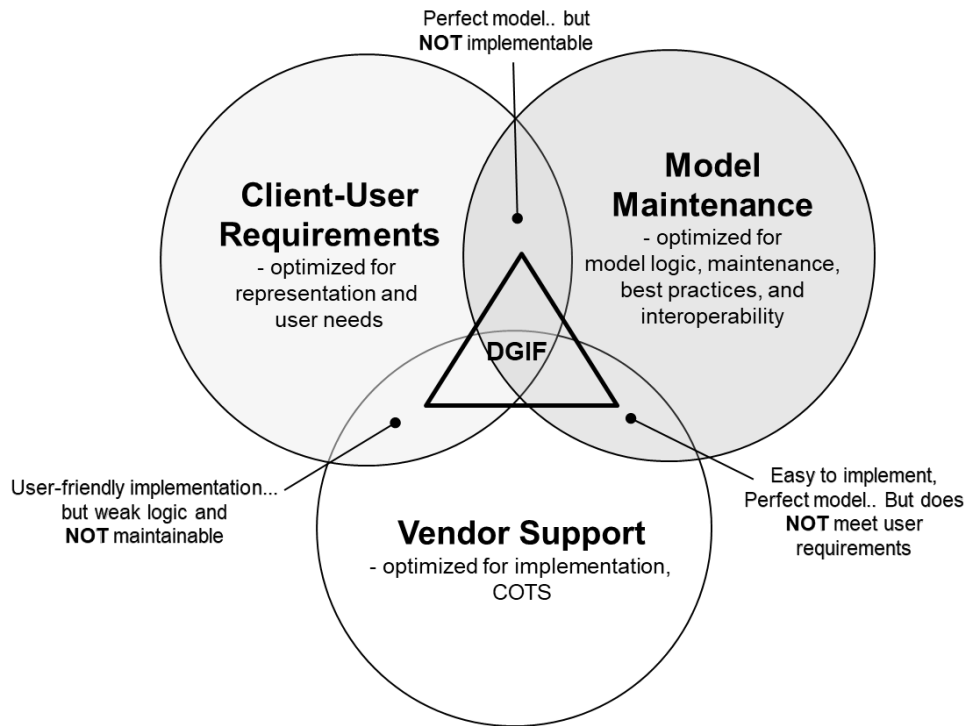 Perfect model.. but
NOT implementable
Client-User
Requirements
- optimized for
representation and
user needs
Model
Maintenance
- optimized for
model logic, maintenance,
best practices, and
interoperability
DGIF
User-friendly implementation...
but weak logic and
NOT maintainable
Easy to implement,
Perfect model.. But does
NOT meet user
requirements
Vendor Support
- optimized for implementation,
COTS